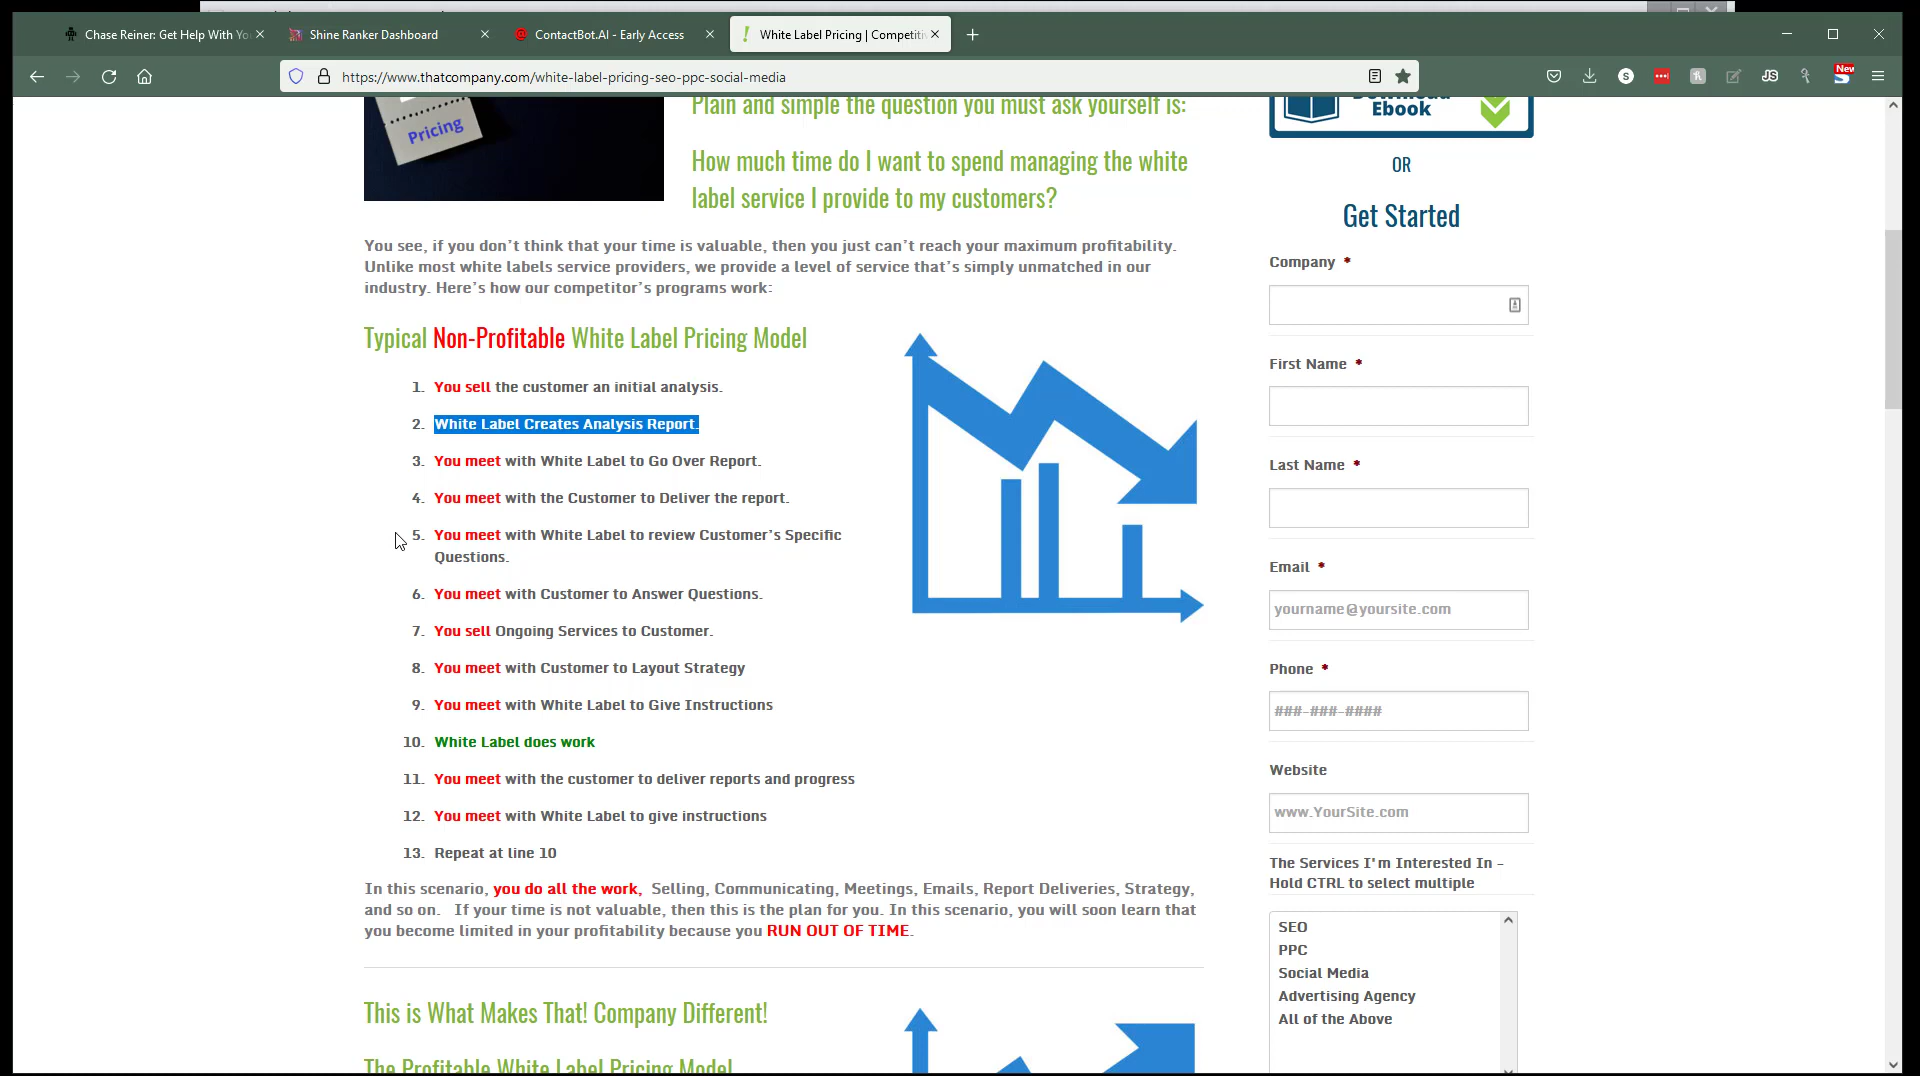 Chase Reiner: Get Help With Yo
Shine Ranker Dashboard
ContactBot.AI - Early Access
White Label Pricing | Competitiv
https://www.thatcompany.com/white-label-pricing-seo-ppc-social-media
S
JS
New
Pricing
Plain and simple the question you must ask yourself is:
How much time do I want to spend managing the white
label service I provide to my customers?
You see, if you don't think that your time is valuable, then you just can't reach your maximum profitability.
Unlike most white labels service providers, we provide a level of service that's simply unmatched in our
industry. Here's how our competitor's programs work:
Typical Non-Profitable White Label Pricing Model
1. You sell the customer an initial analysis.
2. White Label Creates Analysis Report.
3. You meet with White Label to Go Over Report.
4. You meet with the Customer to Deliver the report.
5. You meet with White Label to review Customer's Specific
Questions.
6. You meet with Customer to Answer Questions.
7. You sell Ongoing Services to Customer.
8. You meet with Customer to Layout Strategy
9. You meet with White Label to Give Instructions
10. White Label does work
11. You meet with the customer to deliver reports and progress
12. You meet with White Label to give instructions
13. Repeat at line 10
In this scenario, you do all the work, Selling, Communicating, Meetings, Emails, Report Deliveries, Strategy,
and so on. If your time is not valuable, then this is the plan for you. In this scenario, you will soon learn that
you become limited in your profitability because you RUN OUT OF TIME.
This is What Makes That! Company Different!
The Profitable White Label Pricing Model
Download
Ebook
OR
Get Started
Company *
First Name *
Last Name *
Email *
yourname@yoursite.com
Phone *
###-###-####
Website
www.YourSite.com
The Services I'm Interested In -
Hold CTRL to select multiple
SEO
PPC
Social Media
Advertising Agency
All of the Above